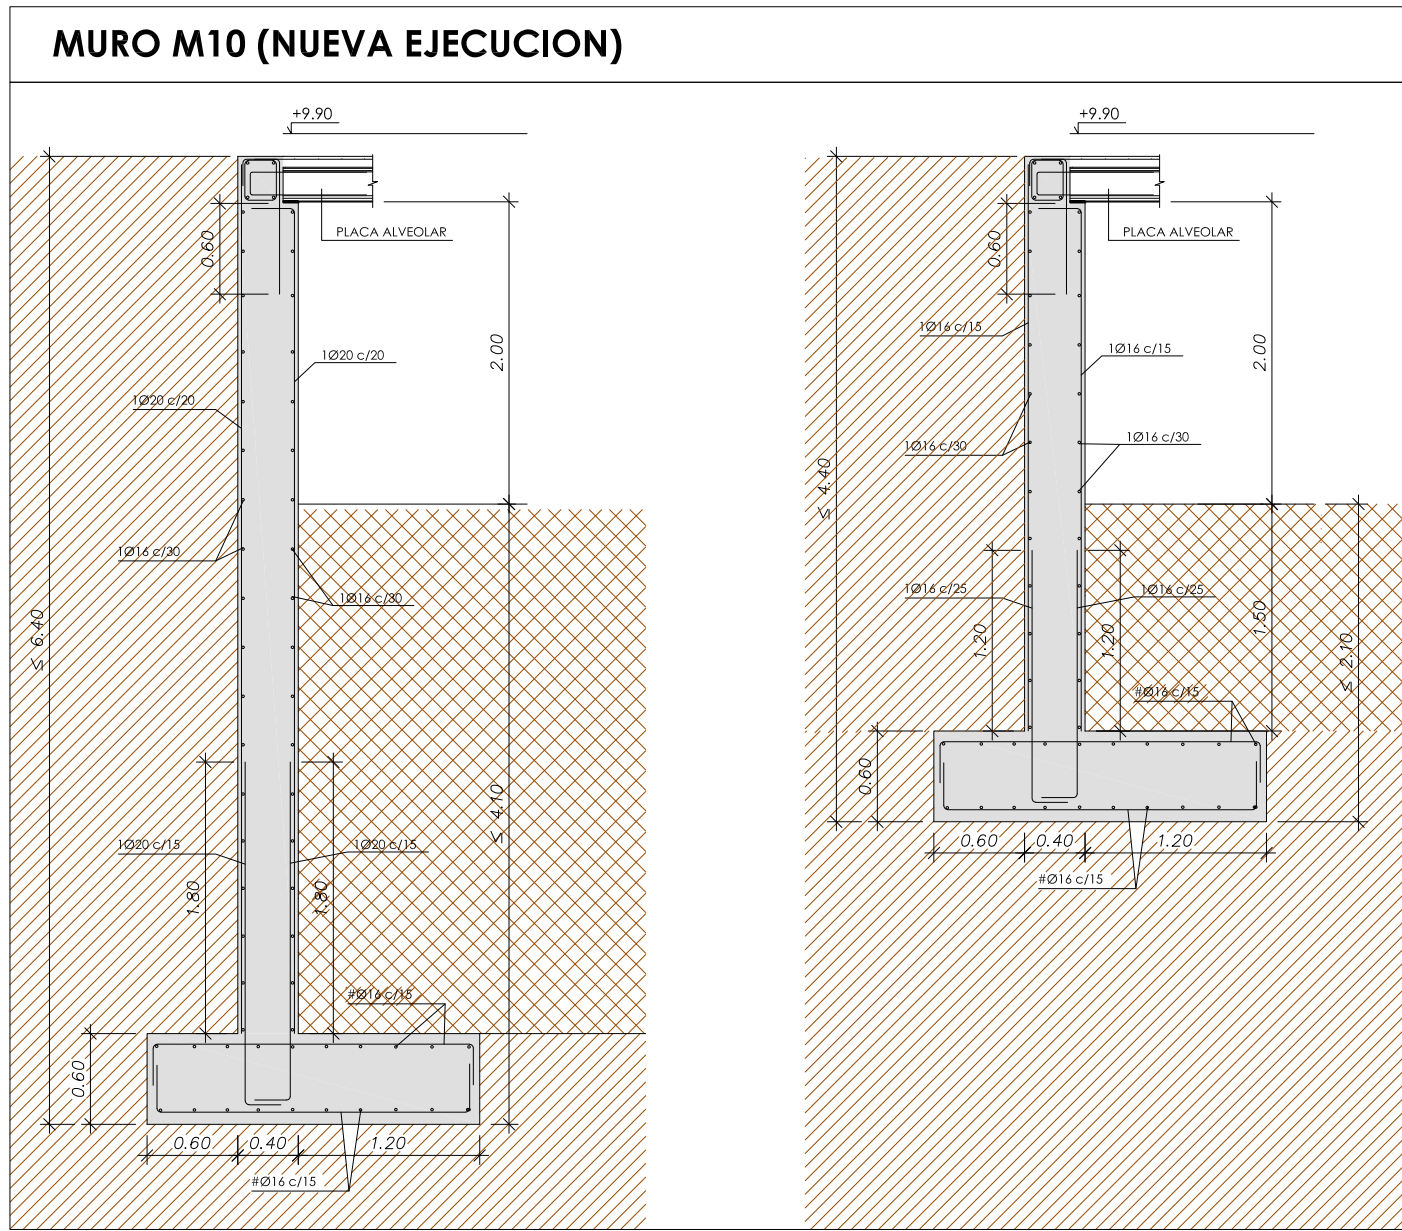 MURO M10 (NUEVA EJECUCION)
+9.90
PLACA ALVEOLAR
0.60
2.00
1Ø20 c/20
1Ø20 c/20
1Ø16 c/30
1Ø16 c/30
≤ 6.40
≤ 4.10
1Ø20 c/15
1Ø20 c/15
1.80
1.80
#Ø16 c/15
0.60
0.60
0.40
1.20
#Ø16 c/15
+9.90
PLACA ALVEOLAR
0.60
2.00
1Ø16 c/15
1Ø16 c/15
1Ø16 c/30
1Ø16 c/30
≤ 4.40
1Ø16 c/25
1Ø16 c/25
1.20
1.20
1.50
≤ 2.10
#Ø16 c/15
0.60
0.60
0.40
1.20
#Ø16 c/15